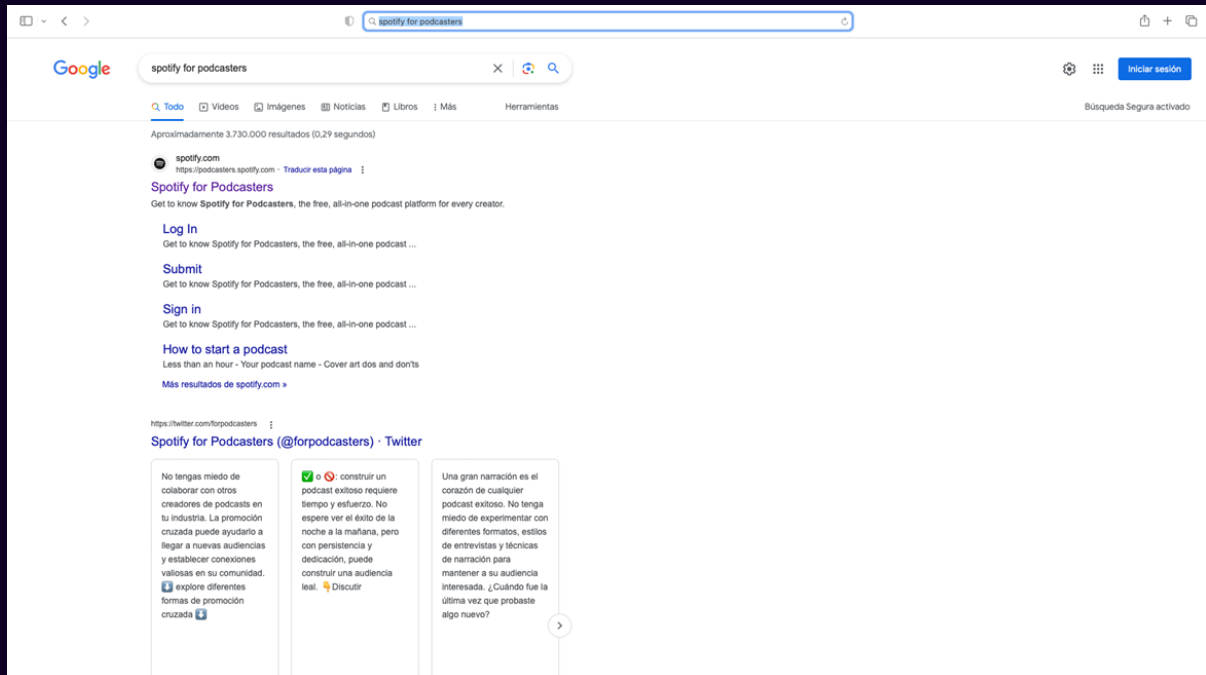 spotify for podcasters
Google
spotify for podcasters
Iniciar sesión
Todo Vídeos Imágenes Noticias Libros Más Herramientas
Búsqueda Segura activado
Aproximadamente 3.730.000 resultados (0,29 segundos)
spotify.com
https://podcasters.spotify.com · Traducir esta página
Spotify for Podcasters
Get to know Spotify for Podcasters, the free, all-in-one podcast platform for every creator.
Log In
Get to know Spotify for Podcasters, the free, all-in-one podcast ...
Submit
Get to know Spotify for Podcasters, the free, all-in-one podcast ...
Sign in
Get to know Spotify for Podcasters, the free, all-in-one podcast ...
How to start a podcast
Less than an hour - Your podcast name - Cover art dos and don'ts
Más resultados de spotify.com »
https://twitter.com/forpodcasters
Spotify for Podcasters (@forpodcasters) · Twitter
No tengas miedo de
colaborar con otros
creadores de podcasts en
tu industria. La promoción
cruzada puede ayudarlo a
llegar a nuevas audiencias
y establecer conexiones
valiosas en su comunidad.
⬇️ explore diferentes
formas de promoción
cruzada ⬇️
✅ o 🚫: construir un
podcast exitoso requiere
tiempo y esfuerzo. No
espere ver el éxito de la
noche a la mañana, pero
con persistencia y
dedicación, puede
construir una audiencia
leal. 👇Discutir
Una gran narración es el
corazón de cualquier
podcast exitoso. No tenga
miedo de experimentar con
diferentes formatos, estilos
de entrevistas y técnicas
de narración para
mantener a su audiencia
interesada. ¿Cuándo fue la
última vez que probaste
algo nuevo?